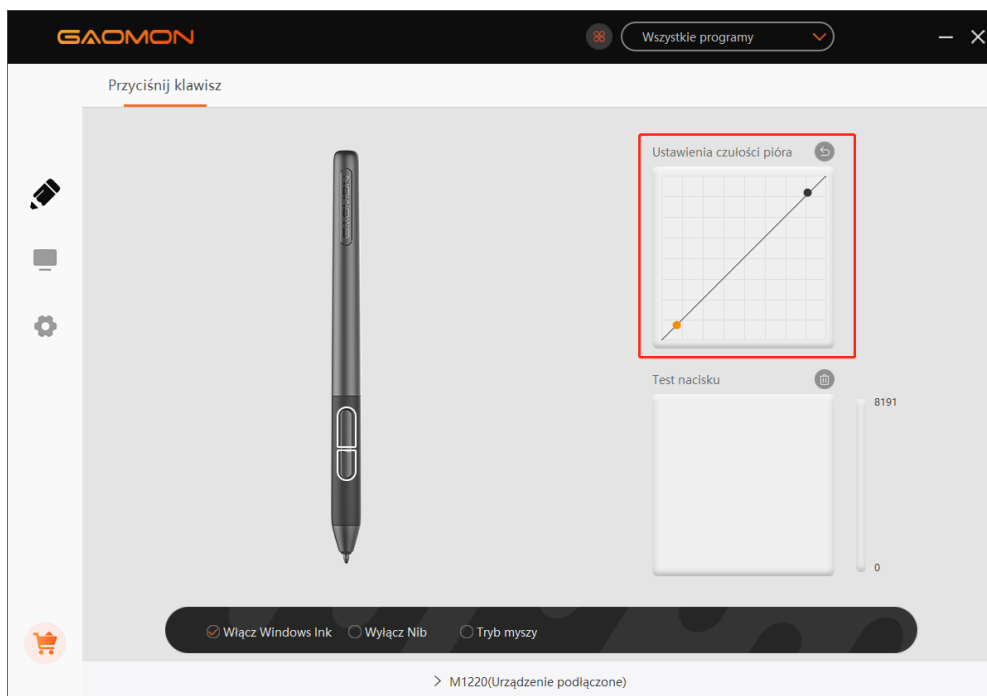 GAOMON
Wszystkie programy
Przyciśnij klawisz
Ustawienia czułości pióra
GAOMON
Test nacisku
8191
0
Włącz Windows Ink Wyłącz Nib Tryb myszy
M1220(Urządzenie podłączone)